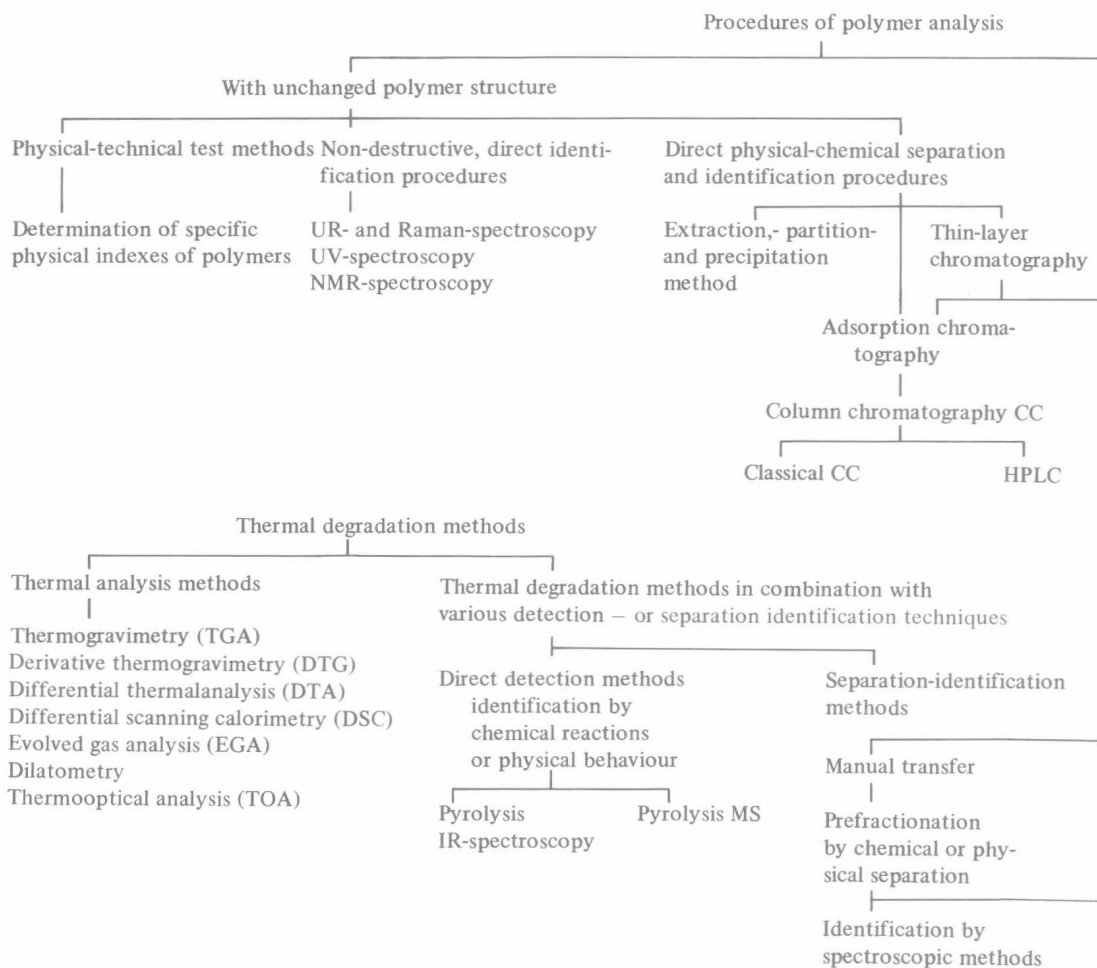 Procedures of polymer analysis
With unchanged polymer structure
Physical-technical test methods
Non-destructive, direct identi-
fication procedures
Direct physical-chemical separation
and identification procedures
Determination of specific
physical indexes of polymers
UR- and Raman-spectroscopy
UV-spectroscopy
NMR-spectroscopy
Extraction,- partition-
and precipitation
method
Thin-layer
chromatography
Adsorption chroma-
tography
Column chromatography CC
Classical CC
HPLC
Thermal degradation methods
Thermal analysis methods
Thermogravimetry (TGA)
Derivative thermogravimetry (DTG)
Differential thermalanalysis (DTA)
Differential scanning calorimetry (DSC)
Evolved gas analysis (EGA)
Dilatometry
Thermooptical analysis (TOA)
Thermal degradation methods in combination with
various detection – or separation identification techniques
Direct detection methods
identification by
chemical reactions
or physical behaviour
Pyrolysis
IR-spectroscopy
Pyrolysis MS
Separation-identification
methods
Manual transfer
Prefractionation
by chemical or phy-
sical separation
Identification by
spectroscopic methods